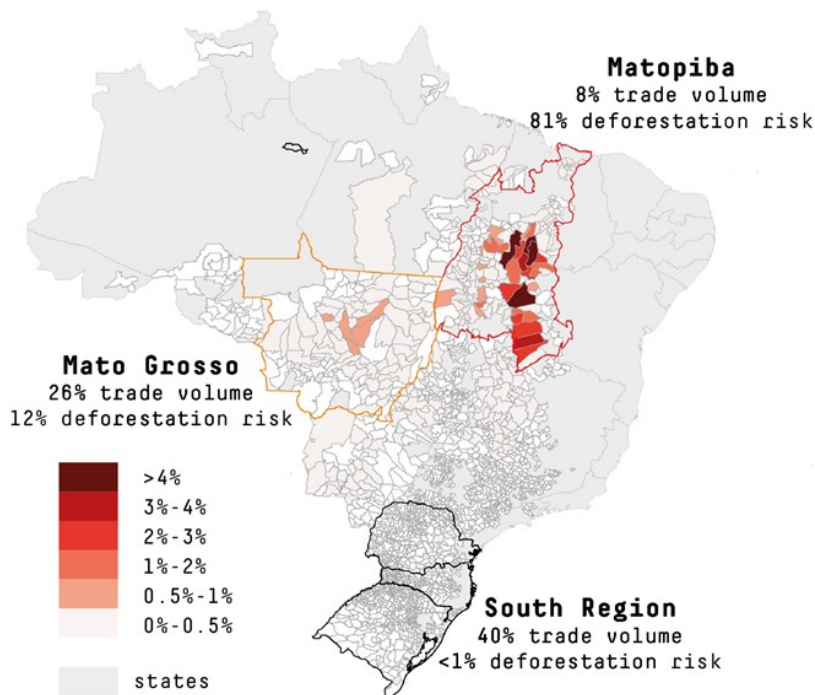 Matopiba
8% trade volume
81% deforestation risk
Mato Grosso
26% trade volume
12% deforestation risk
>4%
3%-4%
2%-3%
1%-2%
0.5%-1%
0%-0.5%
states
South Region
40% trade volume
<1% deforestation risk